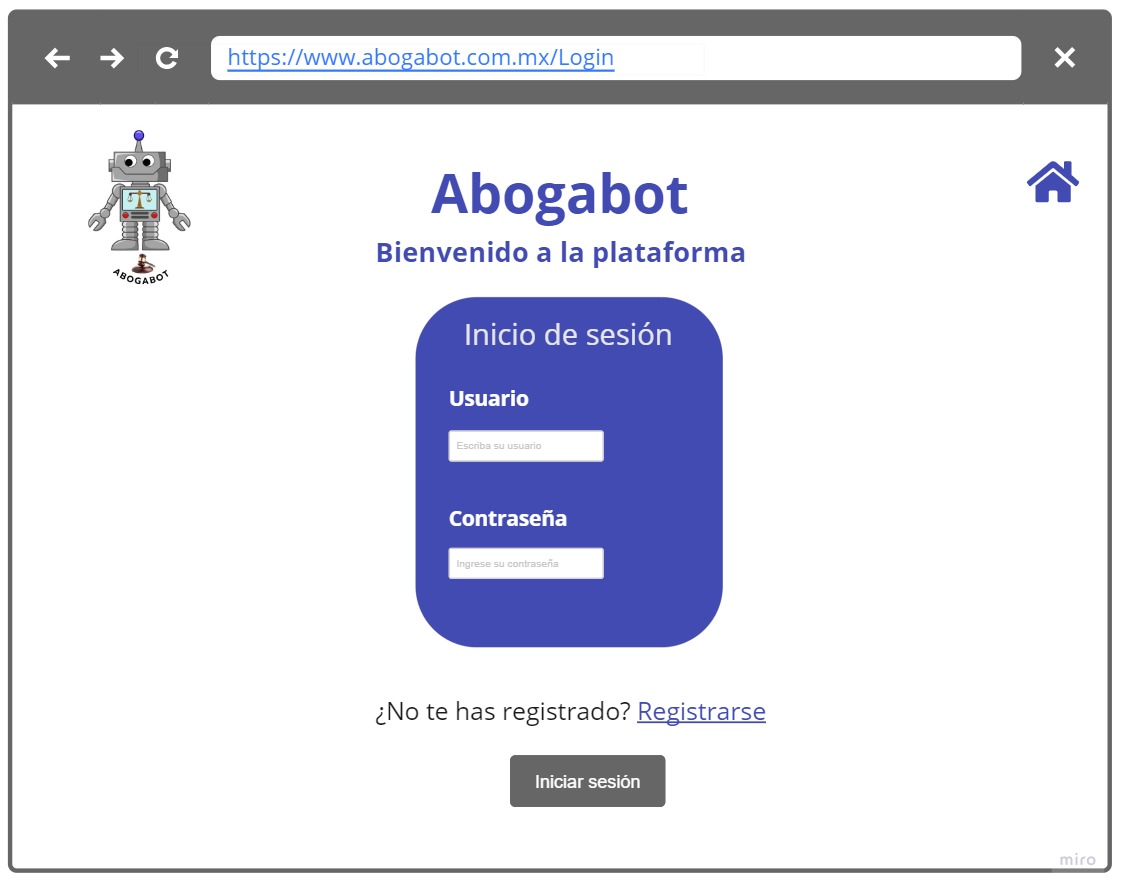 https://www.abogabot.com.mx/Login
ABOGABOT
Abogabot
Bienvenido a la plataforma
Inicio de sesión
Usuario
Escriba su usuario
Contraseña
Ingrese su contraseña
¿No te has registrado? Registrarse
Iniciar sesión
miro